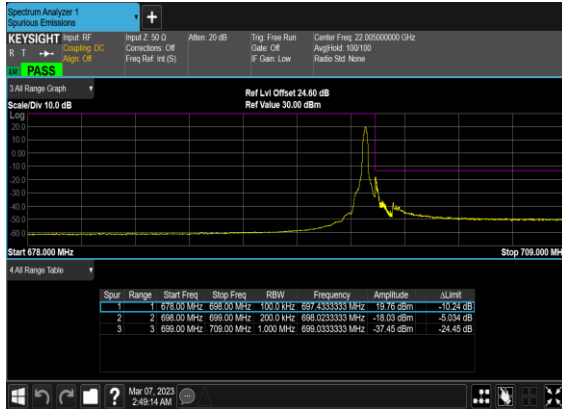 Spectrum Analyzer 1
Spurious Emissions
KEYSIGHT Input: RF
R T Coupling: DC
Align: Off
Input Z: 50 Ω
Corrections: Off
Freq Ref: Int (S)
Atten: 20 dB
Trig: Free Run
Gate: Off
IF Gain: Low
Center Freq: 22.005000000 GHz
Avg|Hold: 100/100
Radio Std: None
PASS
3 All Range Graph
Scale/Div 10.0 dB
Ref Lvl Offset 24.60 dB
Ref Value 30.00 dBm
Log
20.0
10.0
0.00
-10.0
-20.0
-30.0
-40.0
-50.0
-60.0
Start 678.000 MHz
Stop 709.000 MHz
4 All Range Table
Spur Range Start Freq Stop Freq RBW Frequency Amplitude ΔLimit
1 1 678.00 MHz 698.00 MHz 100.0 kHz 697.4333333 MHz 19.76 dBm -10.24 dB
2 2 698.00 MHz 699.00 MHz 200.0 kHz 698.0233333 MHz -18.03 dBm -5.034 dB
3 3 699.00 MHz 709.00 MHz 1.000 MHz 699.0333333 MHz -37.45 dBm -24.45 dB
? Mar 07, 2023
2:49:14 AM